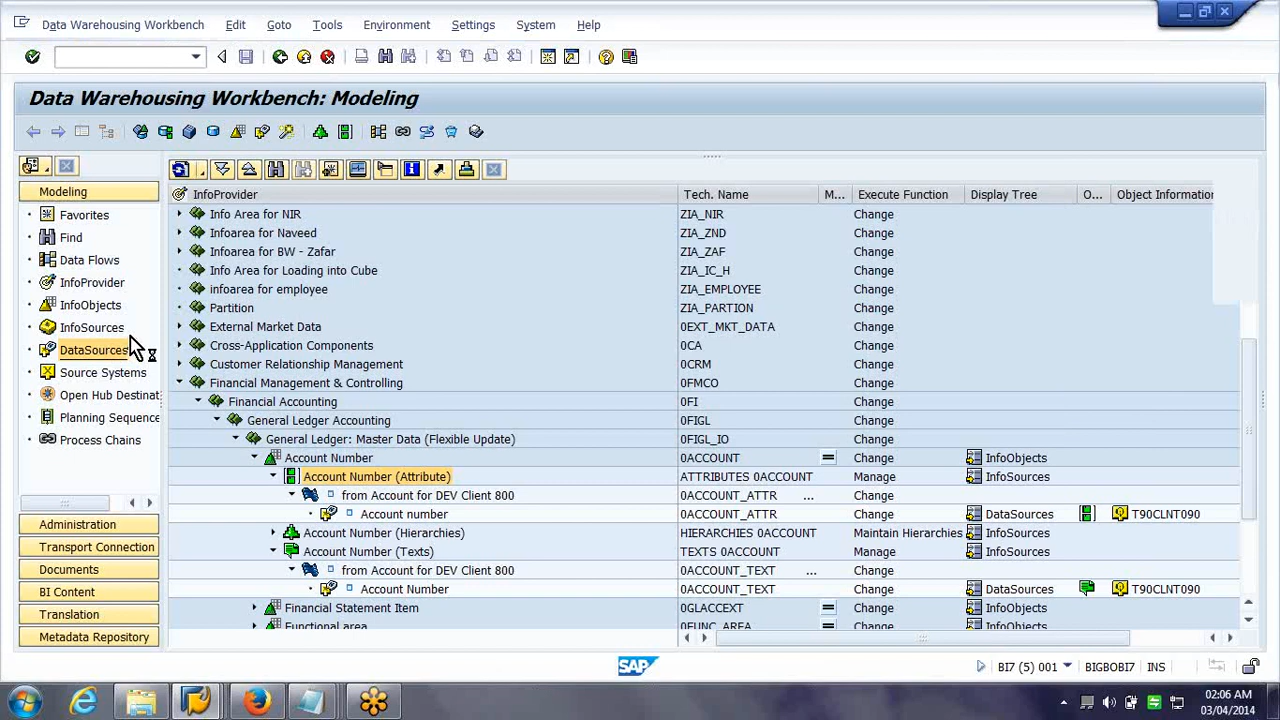 Data Warehousing Workbench Edit Goto Tools Environment Settings System Help
Data Warehousing Workbench: Modeling
Modeling
Favorites
Find
Data Flows
InfoProvider
InfoObjects
InfoSources
DataSources
Source Systems
Open Hub Destinat
Planning Sequence
Process Chains
Administration
Transport Connection
Documents
BI Content
Translation
Metadata Repository
InfoProvider Tech. Name M... Execute Function Display Tree O... Object Information
Info Area for NIR ZIA_NIR Change
Infoarea for Naveed ZIA_ZND Change
Infoarea for BW - Zafar ZIA_ZAF Change
Info Area for Loading into Cube ZIA_IC_H Change
infoarea for employee ZIA_EMPLOYEE Change
Partition ZIA_PARTION Change
External Market Data 0EXT_MKT_DATA Change
Cross-Application Components 0CA Change
Customer Relationship Management 0CRM Change
Financial Management & Controlling 0FMCO Change
Financial Accounting 0FI Change
General Ledger Accounting 0FIGL Change
General Ledger: Master Data (Flexible Update) 0FIGL_IO Change
Account Number 0ACCOUNT Change InfoObjects
Account Number (Attribute) ATTRIBUTES 0ACCOUNT Manage InfoSources
from Account for DEV Client 800 0ACCOUNT_ATTR ... Change
Account number 0ACCOUNT_ATTR Change DataSources T90CLNT090
Account Number (Hierarchies) HIERARCHIES 0ACCOUNT Maintain Hierarchies InfoSources
Account Number (Texts) TEXTS 0ACCOUNT Manage InfoSources
from Account for DEV Client 800 0ACCOUNT_TEXT ... Change
Account Number 0ACCOUNT_TEXT Change DataSources T90CLNT090
Financial Statement Item 0GLACCEXT Change InfoObjects
Functional area 0FUNC_AREA Change InfoObjects
SAP
BI7 (5) 001 BIGBOBI7 INS
02:06 AM
03/04/2014